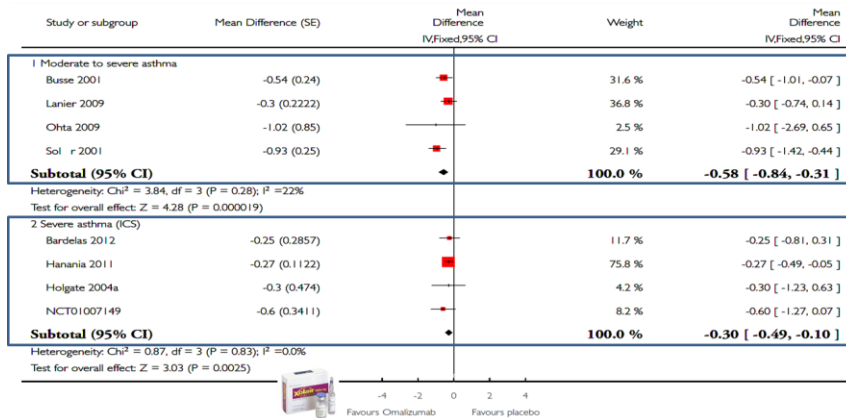 Study or subgroup Mean Difference (SE) Mean Difference Weight Mean Difference
IV,Fixed,95% CI IV,Fixed,95% CI
1 Moderate to severe asthma
Busse 2001 -0.54 (0.24) 31.6 % -0.54 [ -1.01, -0.07 ]
Lanier 2009 -0.3 (0.2222) 36.8 % -0.30 [ -0.74, 0.14 ]
Ohta 2009 -1.02 (0.85) 2.5 % -1.02 [ -2.69, 0.65 ]
Sol r 2001 -0.93 (0.25) 29.1 % -0.93 [ -1.42, -0.44 ]
Subtotal (95% CI) 100.0 % -0.58 [ -0.84, -0.31 ]
Heterogeneity: Chi² = 3.84, df = 3 (P = 0.28); I² =22%
Test for overall effect: Z = 4.28 (P = 0.000019)
2 Severe asthma (ICS)
Bardelas 2012 -0.25 (0.2857) 11.7 % -0.25 [ -0.81, 0.31 ]
Hanania 2011 -0.27 (0.1122) 75.8 % -0.27 [ -0.49, -0.05 ]
Holgate 2004a -0.3 (0.474) 4.2 % -0.30 [ -1.23, 0.63 ]
NCT01007149 -0.6 (0.3411) 8.2 % -0.60 [ -1.27, 0.07 ]
Subtotal (95% CI) 100.0 % -0.30 [ -0.49, -0.10 ]
Heterogeneity: Chi² = 0.87, df = 3 (P = 0.83); I² =0.0%
Test for overall effect: Z = 3.03 (P = 0.0025)
Xolair
-4 -2 0 2 4
Favours Omalizumab Favours placebo